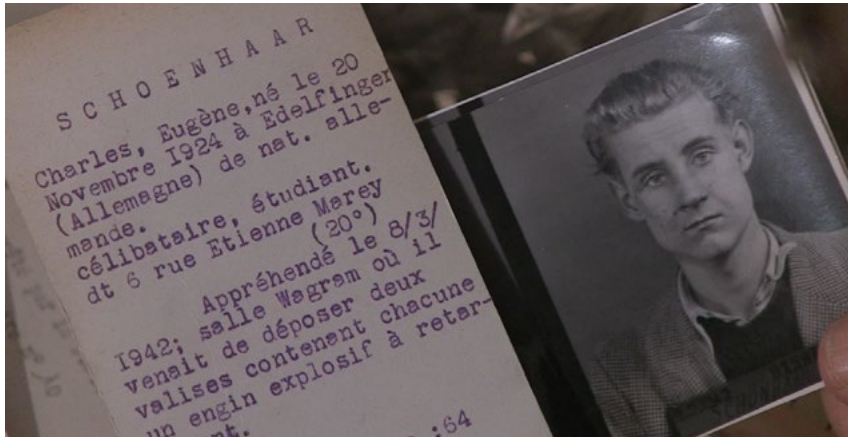 S C H O E N H A A R
Charles, Eugène, né le 20
Novembre 1924 à Edelfinger
(Allemagne) de nat. alle-
mande.
célibataire, étudiant.
dt 6 rue Etienne Marey
(20°)
Appréhendé le 8/3/
1942; salle Wagram où il
venait de déposer deux
valises contenant chacune
un engin explosif à retar-
:64